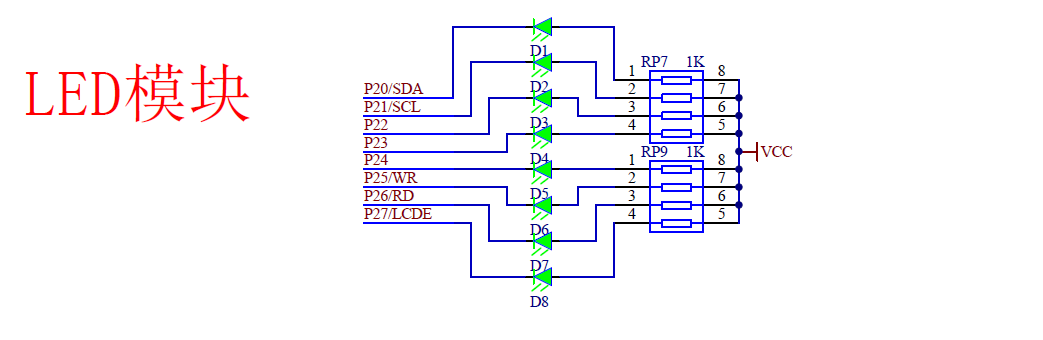 LED模块
P20/SDA
P21/SCL
P22
P23
P24
P25/WR
P26/RD
P27/LCDE
D1
D2
D3
D4
D5
D6
D7
D8
RP7 1K
1 8
2 7
3 6
4 5
VCC
RP9 1K
1 8
2 7
3 6
4 5